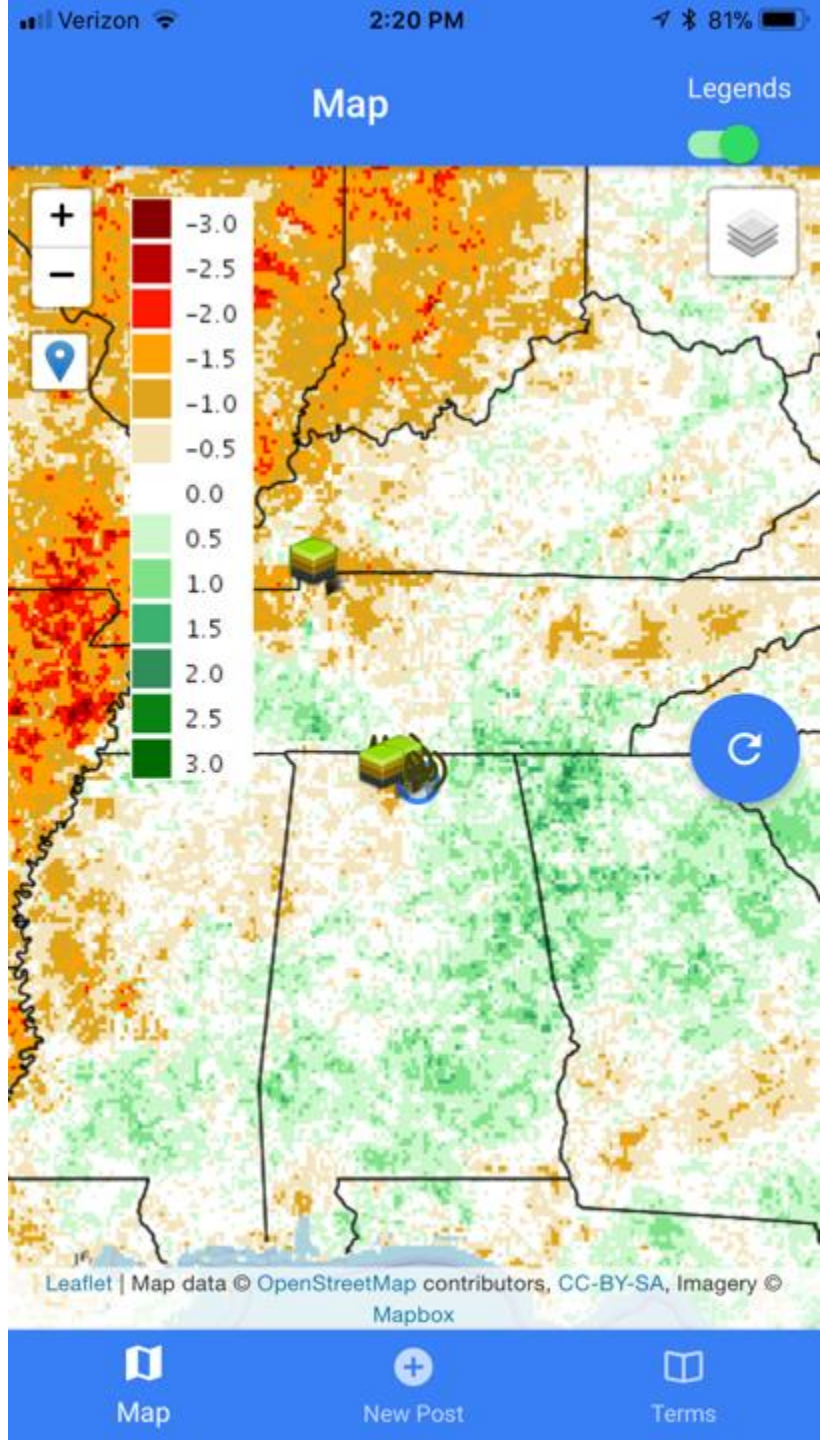 Verizon 2:20 PM 81%
Map
Legends
+
−
-3.0
-2.5
-2.0
-1.5
-1.0
-0.5
0.0
0.5
1.0
1.5
2.0
2.5
3.0
Leaflet | Map data © OpenStreetMap contributors, CC-BY-SA, Imagery ©
Mapbox
Map New Post Terms